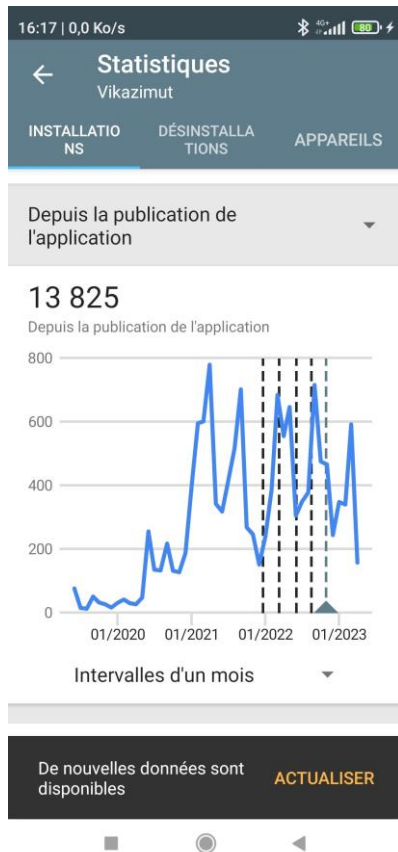 16:17 | 0,0 Ko/s 4G+ 80
Statistiques
Vikazimut
INSTALLATIO
NS
DÉSINSTALLA
TIONS
APPAREILS
Depuis la publication de
l'application
13 825
Depuis la publication de l'application
800
600
400
200
0
01/2020 01/2021 01/2022 01/2023
Intervalles d'un mois
De nouvelles données sont
disponibles
ACTUALISER